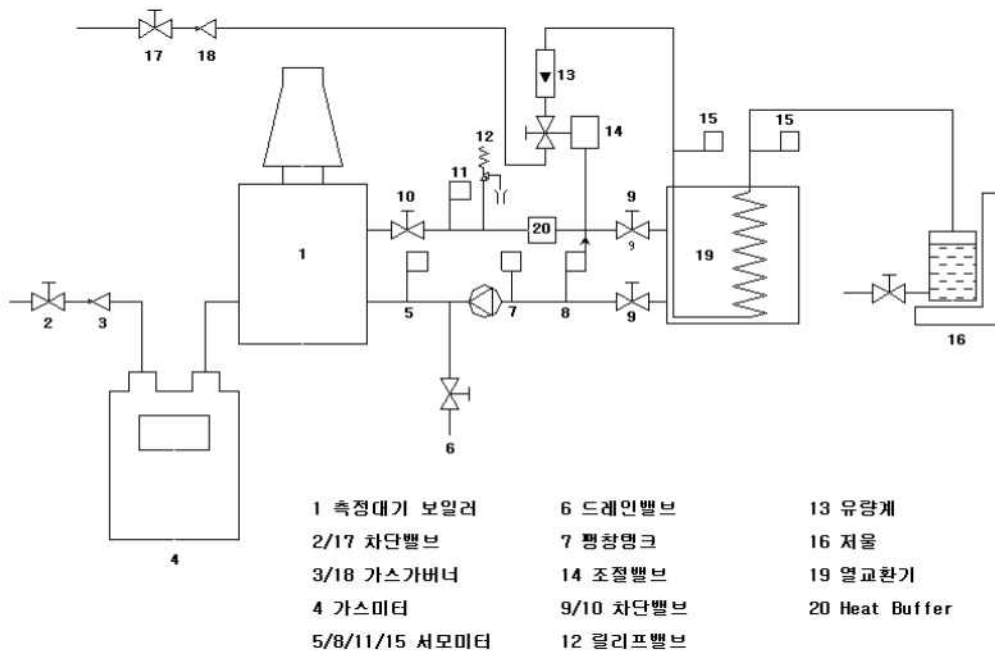 17 18
13
15 15
12
14
11
10 9
9
20
1 19
2 3 5 7 8 9
16
6
4
1 측정대기 보일러 6 드레인밸브 13 유량계
2/17 차단밸브 7 팽창탱크 16 저울
3/18 가스가버너 14 조절밸브 19 열교환기
4 가스미터 9/10 차단밸브 20 Heat Buffer
5/8/11/15 서모미터 12 릴리프밸브